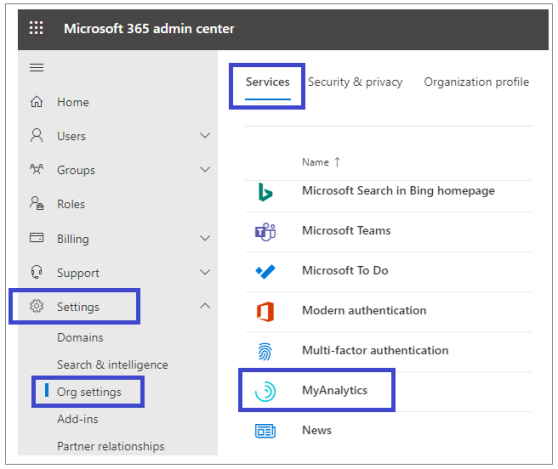 Microsoft 365 admin center
Home
Users
Groups
Roles
Billing
Support
Settings
Domains
Search & intelligence
Org settings
Add-ins
Partner relationships
Services Security & privacy Organization profile
Name ↑
Microsoft Search in Bing homepage
Microsoft Teams
Microsoft To Do
Modern authentication
Multi-factor authentication
MyAnalytics
News